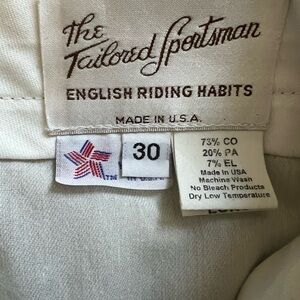 The
Tailored Sportsman
ENGLISH RIDING HABITS
MADE IN U.S.A.
TM
30
73% CO
20% PA
7% EL
Made in USA
Machine Wash
No Bleach Products
Dry Low Temperature